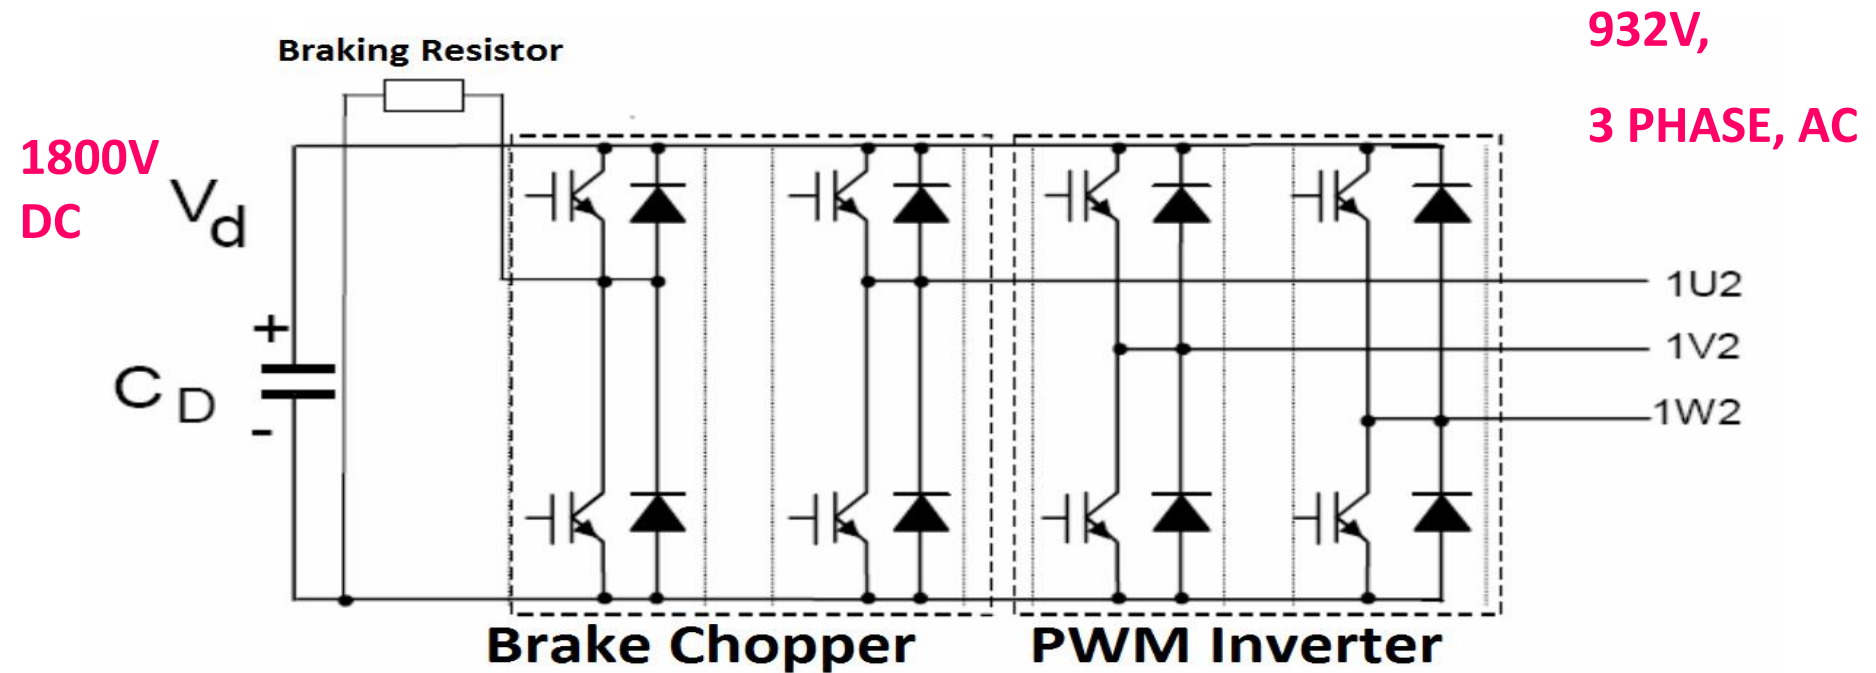 932V,
3 PHASE, AC
Braking Resistor
1800V
DC
Vd
+
CD
-
1U2
1V2
1W2
Brake Chopper
PWM Inverter